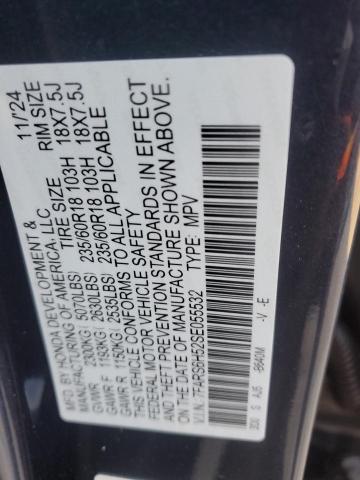 MANUFACTURED BY HONDA DEVELOPMENT & 11/'24
MANUFACTURING OF AMERICA, LLC
TIRE SIZE RIM SIZE
GVWR 2300KG( 5070LBS) 235/60R18 103H 18X7.5J
GAWR F 1193KG( 2630LBS) 235/60R18 103H 18X7.5J
GAWR R 1150KG( 2535LBS)
THIS VEHICLE CONFORMS TO ALL APPLICABLE
FEDERAL MOTOR VEHICLE SAFETY
AND THEFT PREVENTION STANDARDS IN EFFECT
ON THE DATE OF MANUFACTURE SHOWN ABOVE.
V.I.N.: 7FARS6H52SE055532 TYPE: MPV
S AJ5 -B640M -V -E